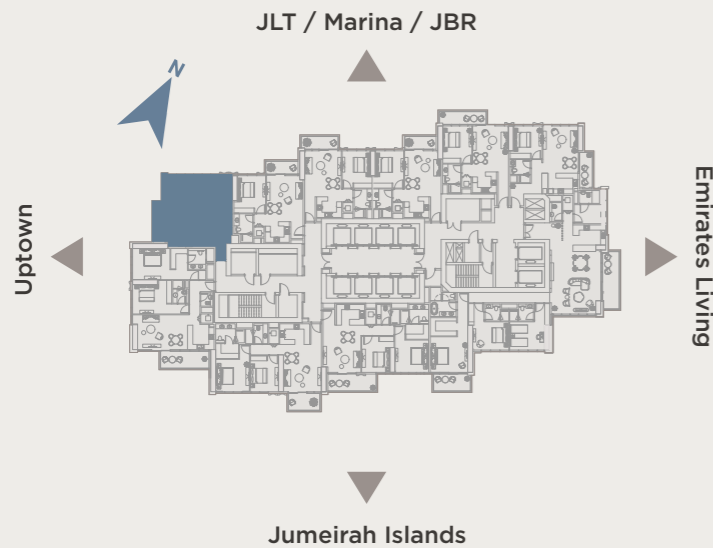 JLT / Marina / JBR
N
Uptown
Emirates Living
Jumeirah Islands